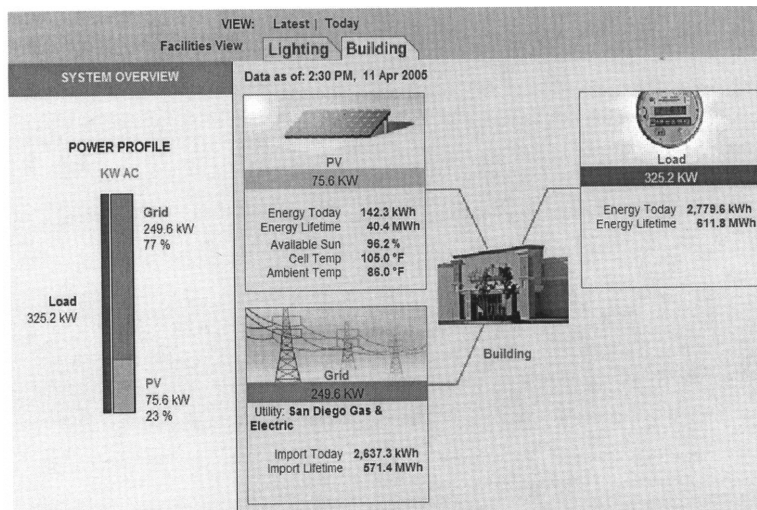 VIEW: Latest | Today
Facilities View Lighting Building
SYSTEM OVERVIEW
Data as of: 2:30 PM, 11 Apr 2005
POWER PROFILE
KW AC
Grid
249.6 kW
77 %
Load
325.2 kW
PV
75.6 kW
23 %
PV
75.6 KW
Energy Today 142.3 kWh
Energy Lifetime 40.4 MWh
Available Sun 96.2 %
Cell Temp 105.0 °F
Ambient Temp 86.0 °F
Load
325.2 KW
Energy Today 2,779.6 kWh
Energy Lifetime 611.8 MWh
Building
Grid
249.6 KW
Utility: San Diego Gas &
Electric
Import Today 2,637.3 kWh
Import Lifetime 571.4 MWh